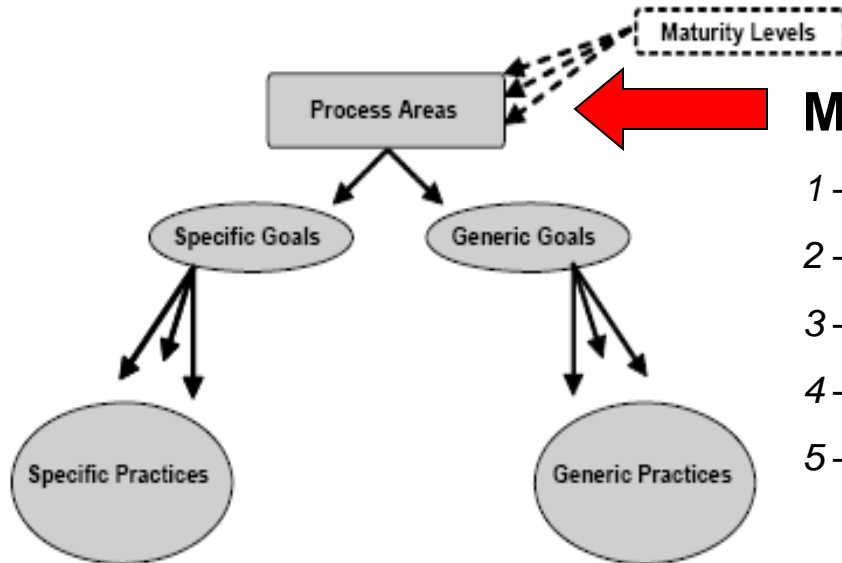 Maturity Levels
Process Areas
M
1-
Specific Goals
Generic Goals
2-
3-
4-
5-
Specific Practices
Generic Practices